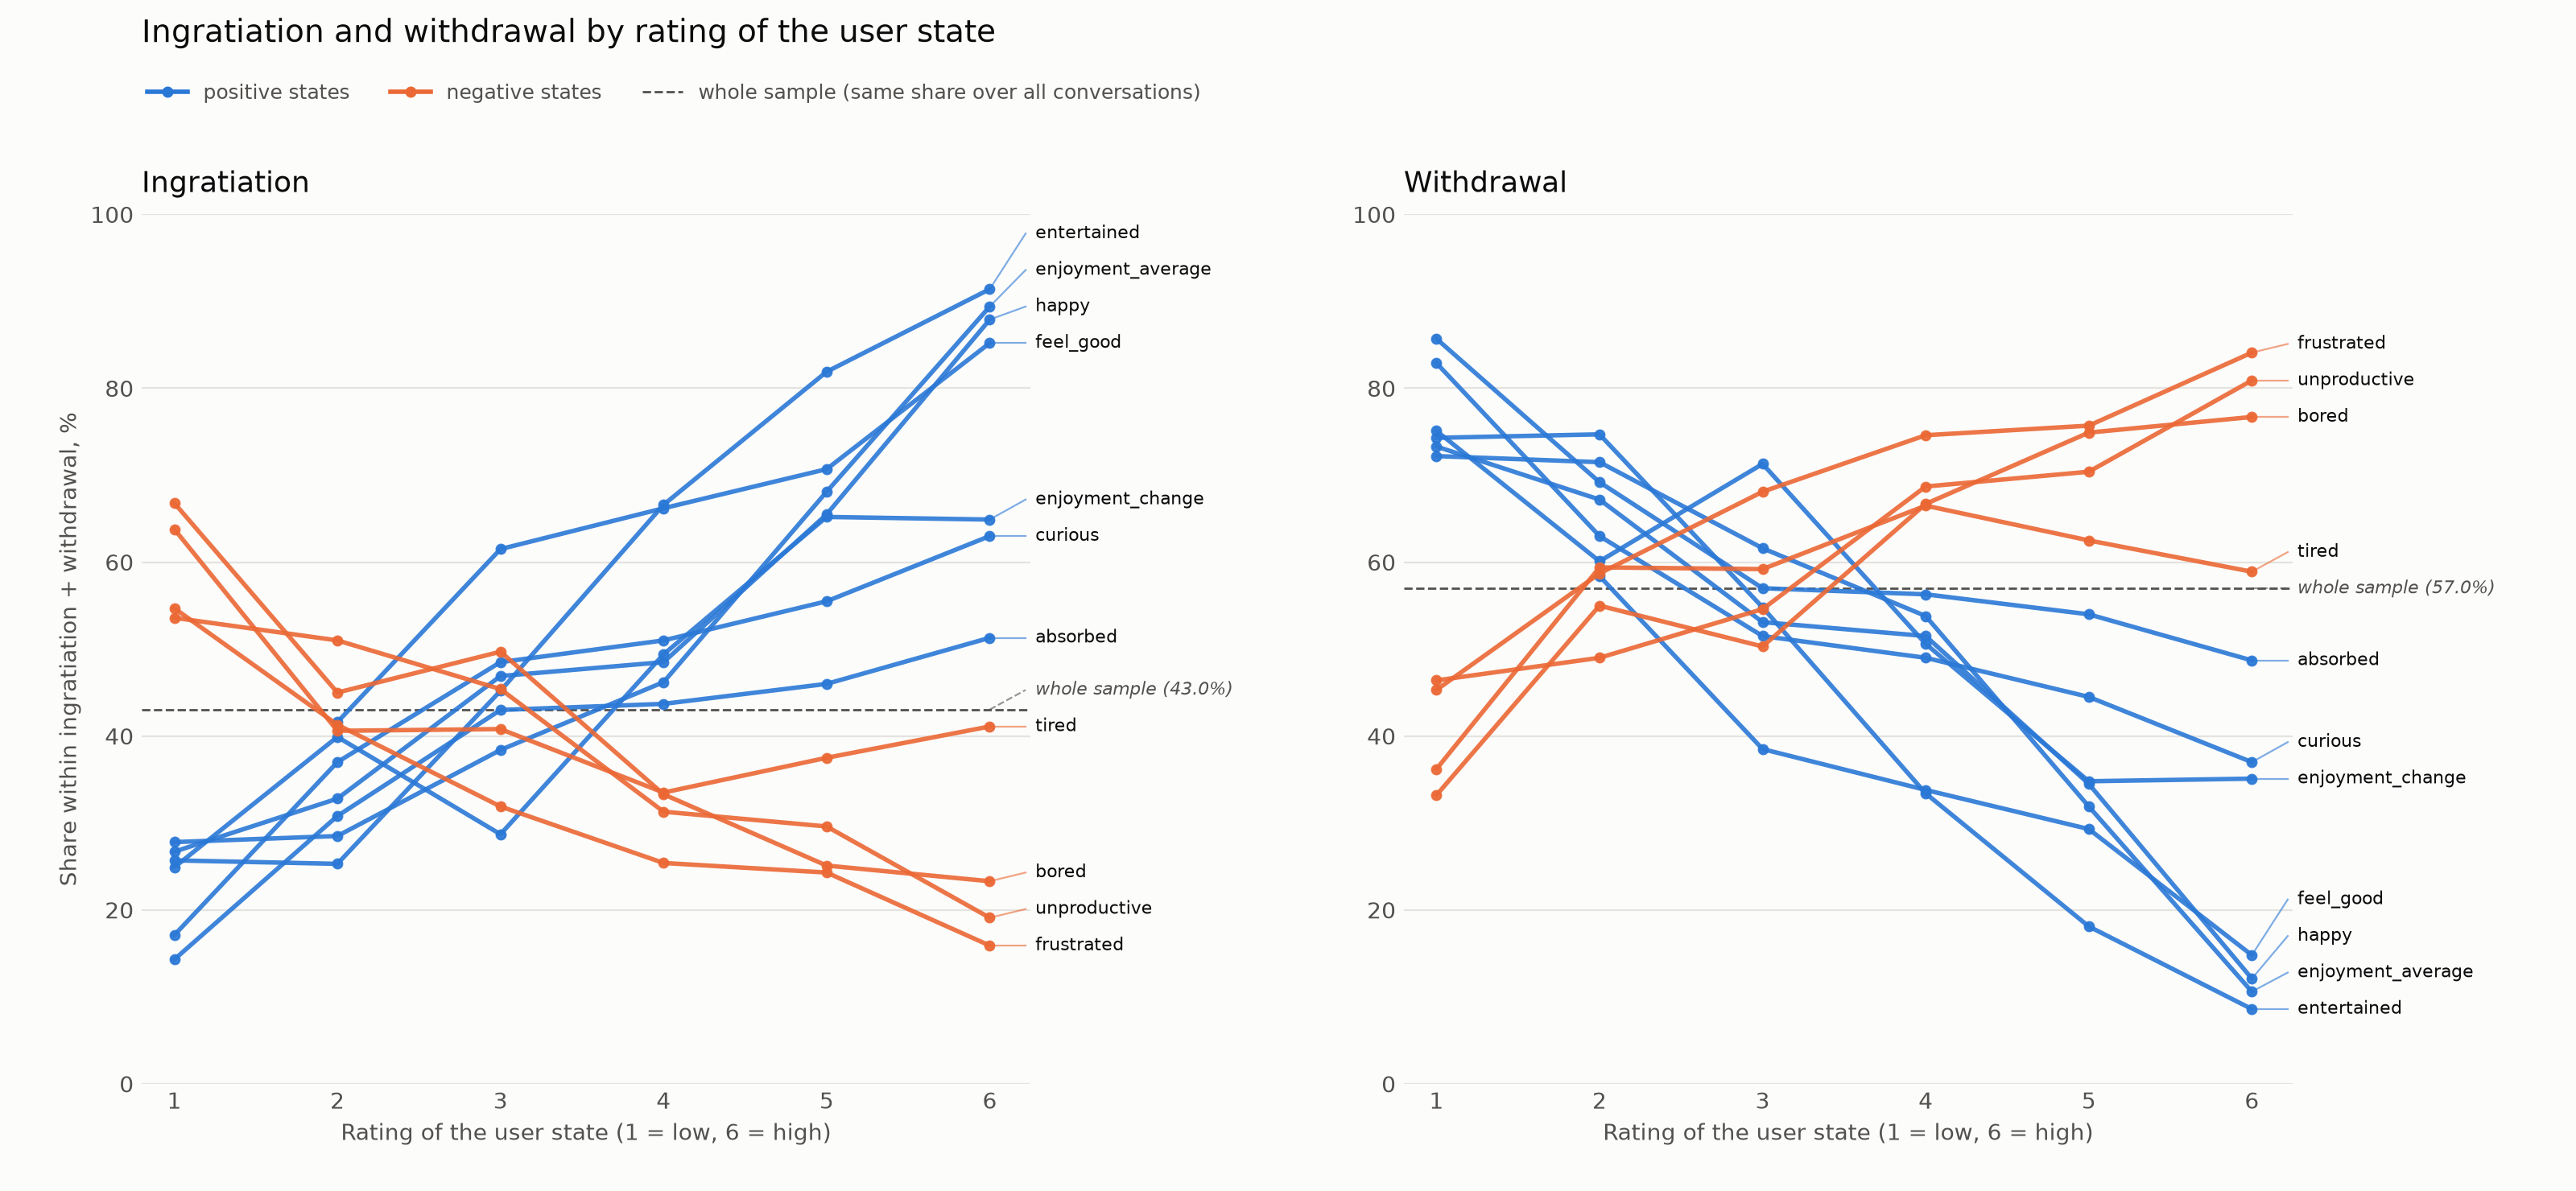 Ingratiation and withdrawal by rating of the user state
positive states negative states whole sample (same share over all conversations)
Ingratiation
Share within ingratiation + withdrawal, %
100
80
60
40
20
0
1 2 3 4 5 6
Rating of the user state (1 = low, 6 = high)
entertained
enjoyment_average
happy
feel_good
enjoyment_change
curious
absorbed
whole sample (43.0%)
tired
bored
unproductive
frustrated
Withdrawal
100
80
60
40
20
0
1 2 3 4 5 6
Rating of the user state (1 = low, 6 = high)
frustrated
unproductive
bored
tired
whole sample (57.0%)
absorbed
curious
enjoyment_change
feel_good
happy
enjoyment_average
entertained